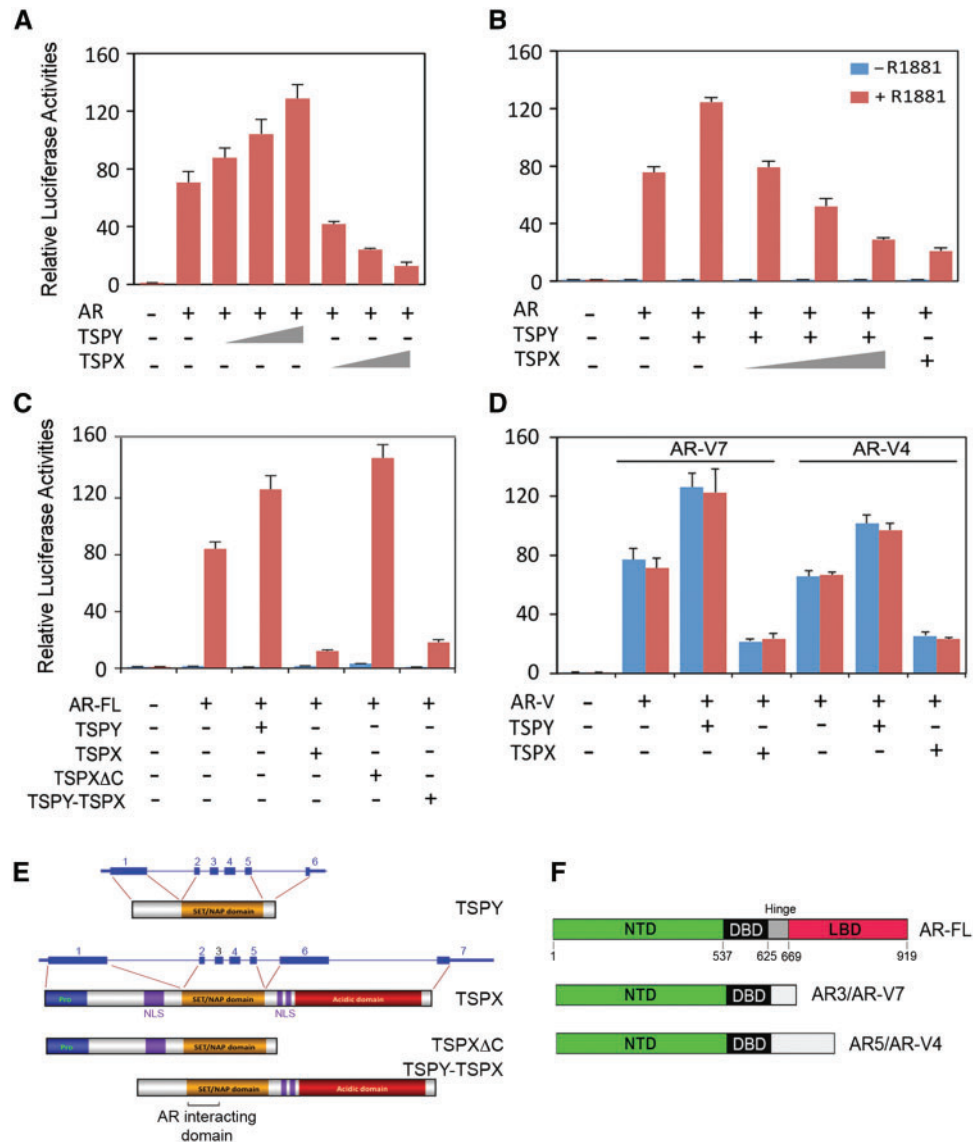 A
Relative Luciferase Activities
160
120
80
40
0
AR - + + + + + + +
TSPY - - - - -
TSPX - - - - -
B
160
120
80
40
0
– R1881
+ R1881
AR - + + + + + +
TSPY - - + + + + -
TSPX - - - +
C
Relative Luciferase Activities
160
120
80
40
0
AR-FL - + + + + +
TSPY - - + - - -
TSPX - - - + - -
TSPXΔC - - - - + -
TSPY-TSPX - - - - - +
D
160
120
80
40
0
AR-V7 AR-V4
AR-V - + + + + + +
TSPY - - + - - + -
TSPX - - - + - - +
E
1 2 3 4 5 6
SET/NAP domain
TSPY
1 2 3 4 5 6 7
Pro SET/NAP domain Acidic domain
TSPX
NLS NLS
Pro SET/NAP domain
TSPXΔC
TSPY-TSPX
SET/NAP domain Acidic domain
AR interacting
domain
F
Hinge
NTD DBD LBD AR-FL
1 537 625 669 919
NTD DBD AR3/AR-V7
NTD DBD AR5/AR-V4